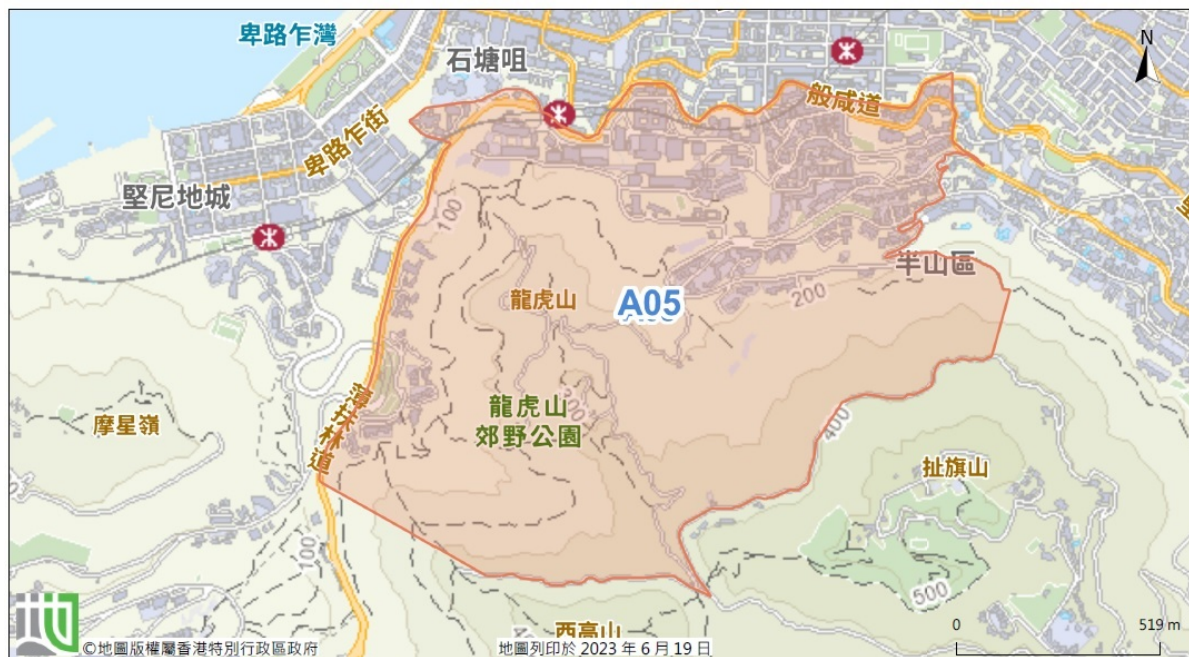 卑路乍灣
石塘咀
N
般咸道
卑路乍街
堅尼地城
100
半山區
200
龍虎山
A05
薄扶林道
龍虎山
郊野公園
摩星嶺
400
扯旗山
100
500
西高山
0
519 m
©地圖版權屬香港特別行政區政府
地圖列印於 2023 年 6 月 19 日